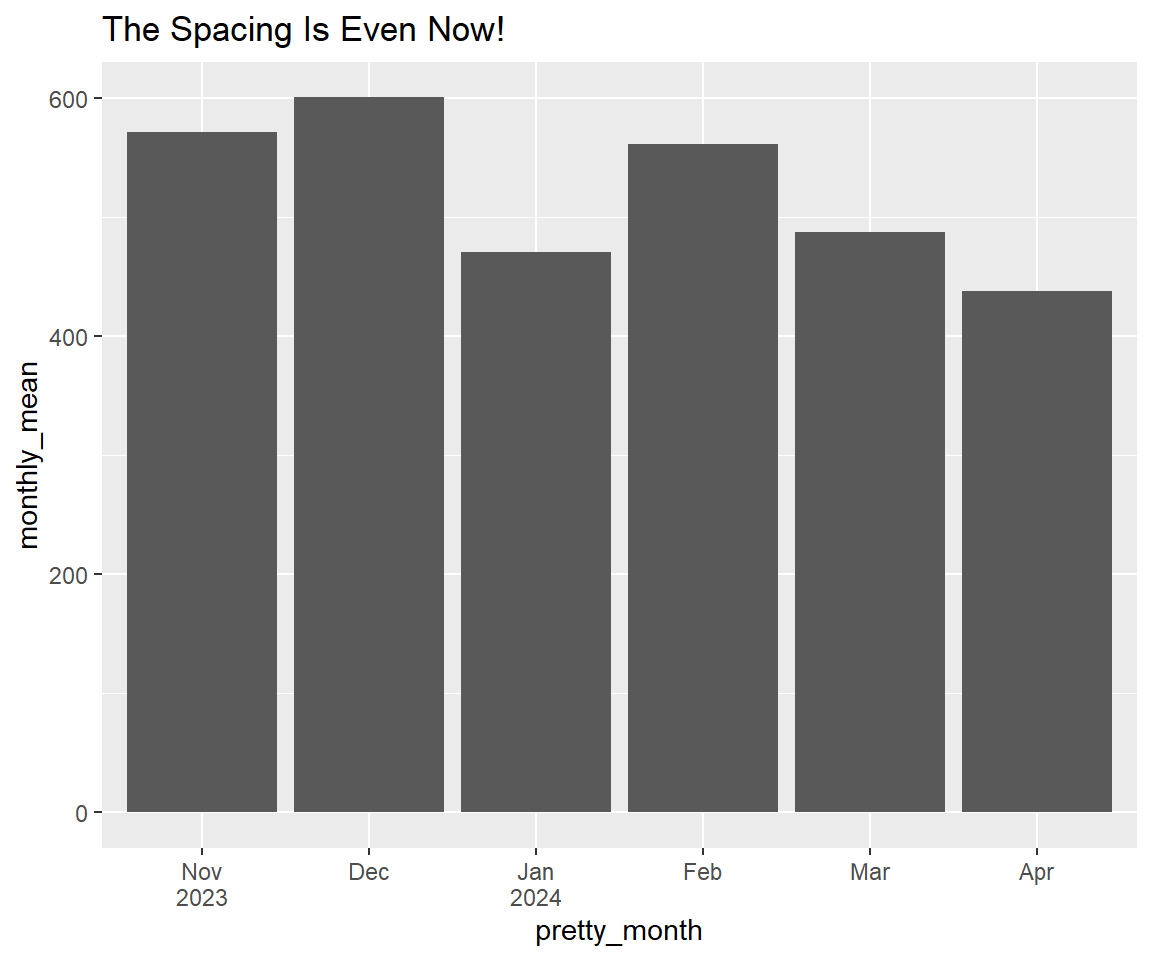 The Spacing Is Even Now!
monthly_mean
600
400
200
0
Nov Dec Jan Feb Mar Apr
2023 2024
pretty_month